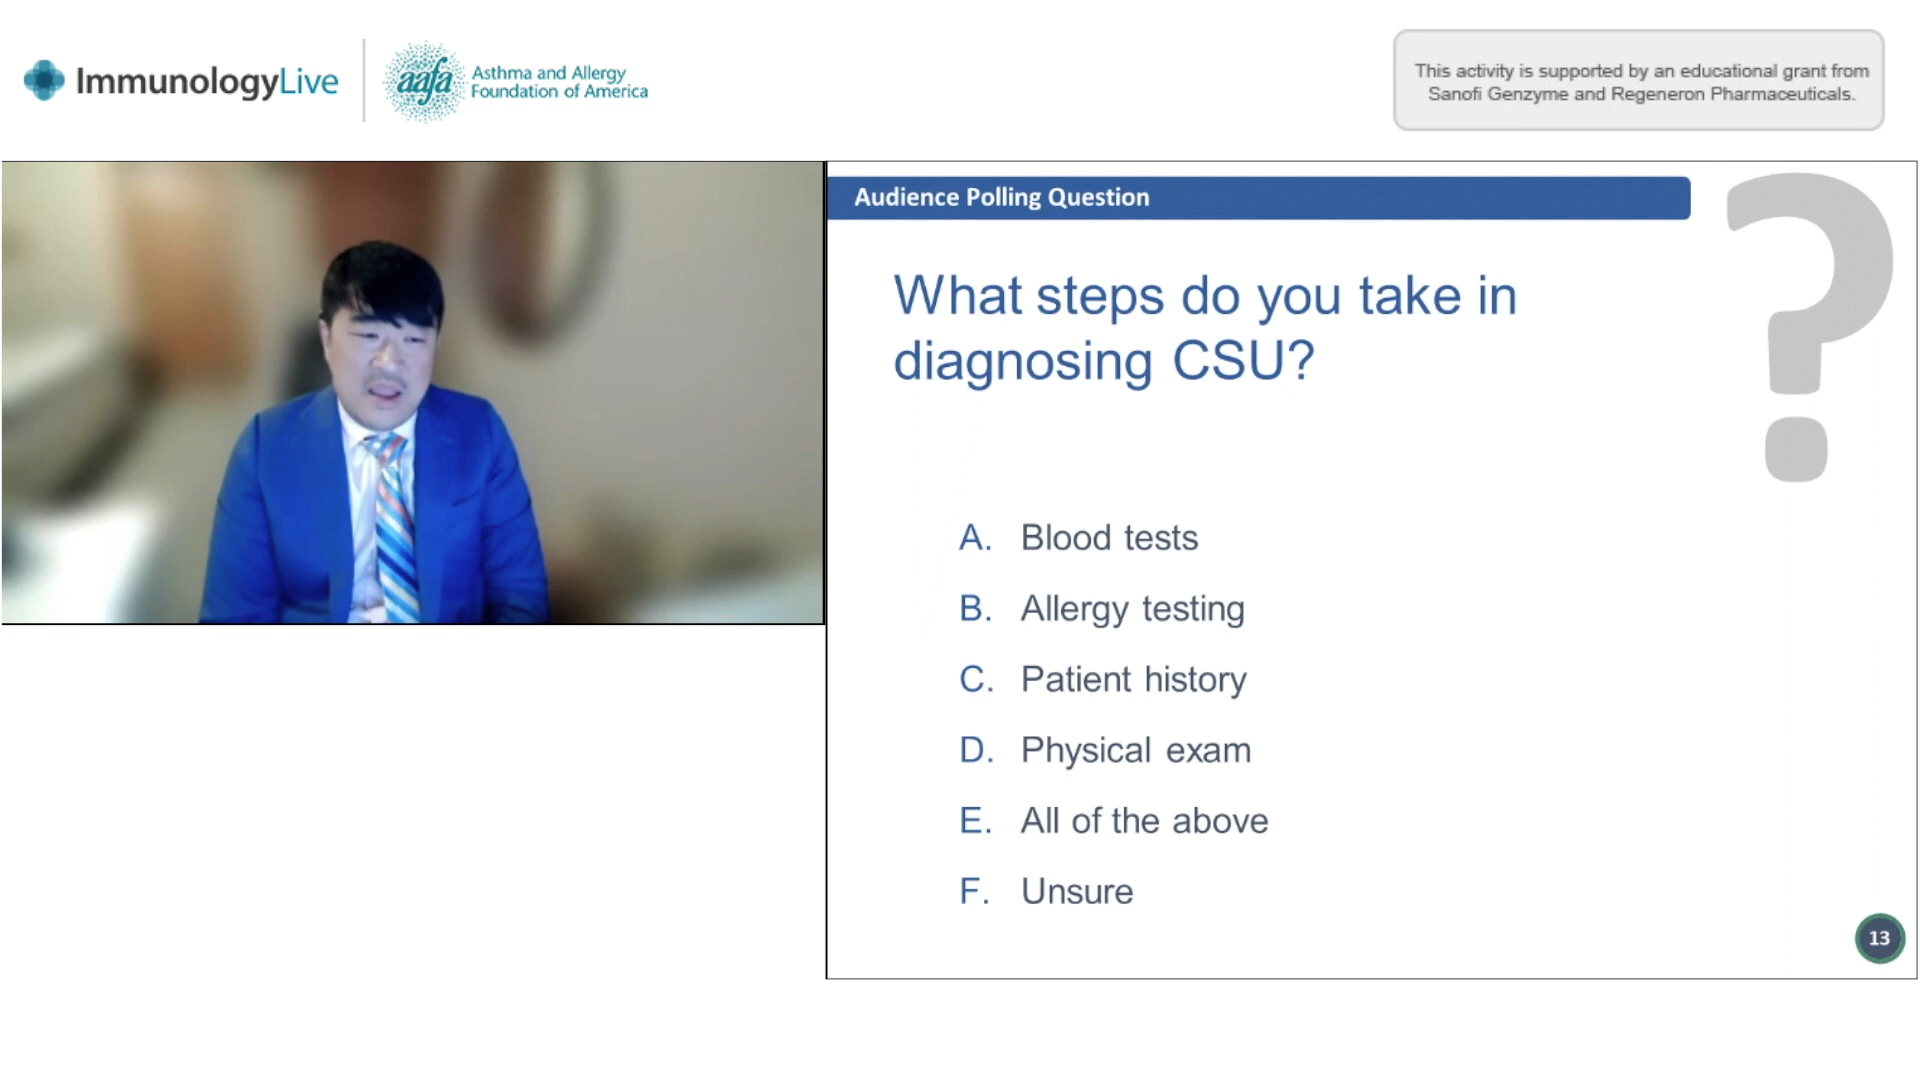 ImmunologyLive
aafa
Asthma and Allergy
Foundation of America
This activity is supported by an educational grant from
Sanofi Genzyme and Regeneron Pharmaceuticals.
Audience Polling Question
?
What steps do you take in
diagnosing CSU?
A. Blood tests
B. Allergy testing
C. Patient history
D. Physical exam
E. All of the above
F. Unsure
13